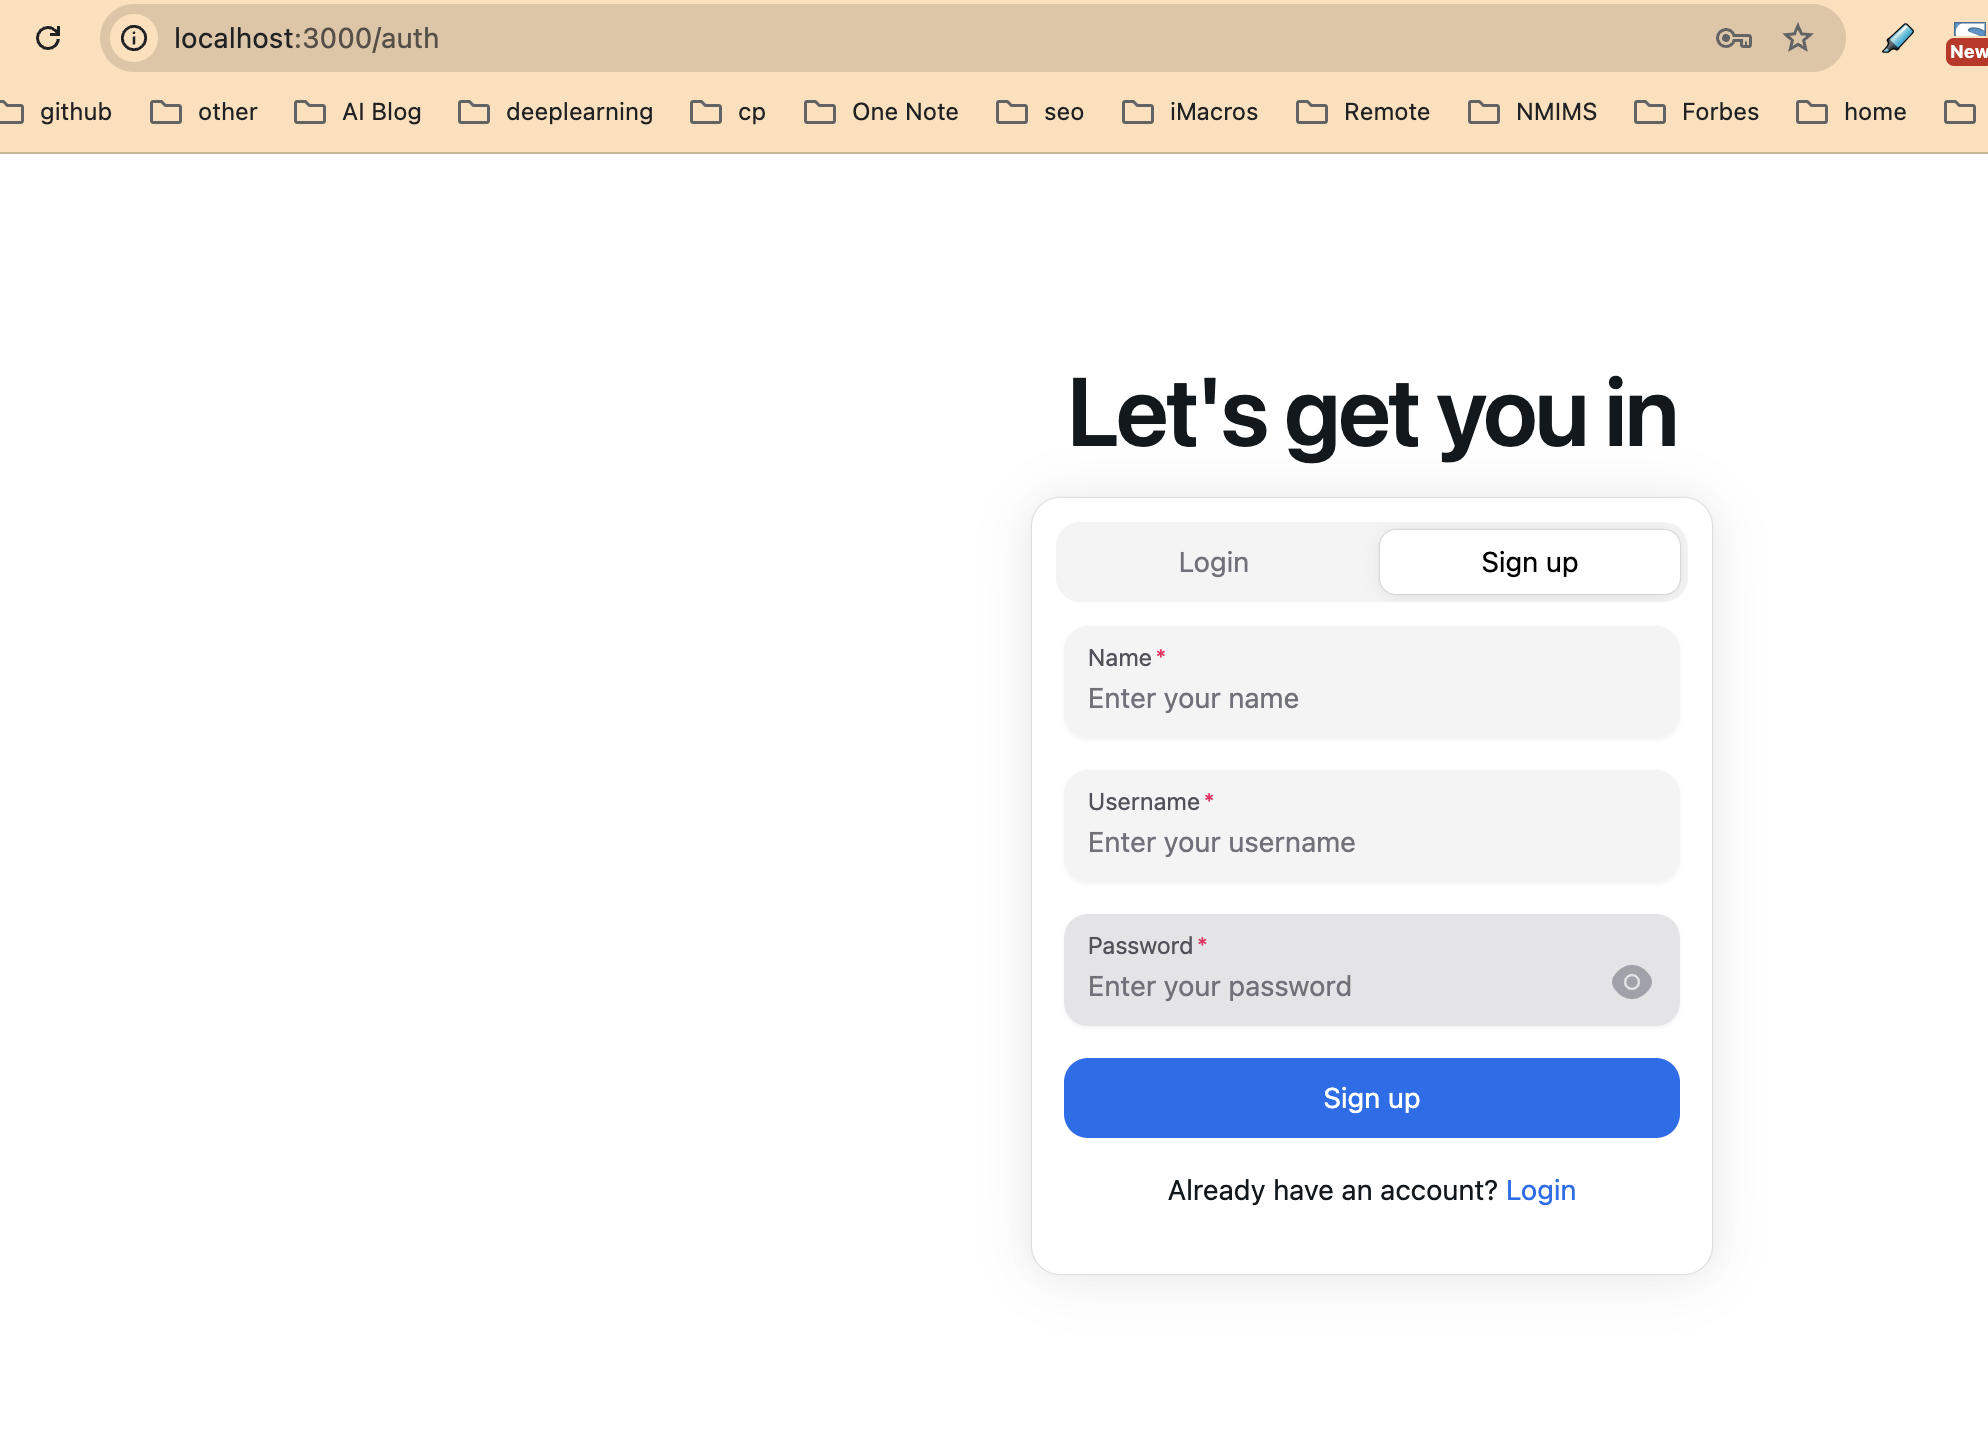 localhost:3000/auth
New
github other AI Blog deeplearning cp One Note seo iMacros Remote NMIMS Forbes home
Let's get you in
Login Sign up
Name*
Enter your name
Username*
Enter your username
Password*
Enter your password
Sign up
Already have an account? Login